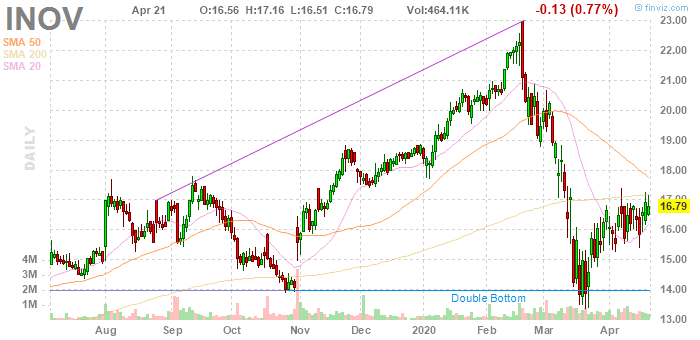 INOV Apr 21 O:16.56 H:17.16 L:16.51 C:16.79 Vol:464.11K -0.13 (0.77%) © finviz.com
SMA 50
SMA 200
SMA 20
DAILY
23.00
22.00
21.00
20.00
19.00
18.00
17.00
16.79
16.00
15.00
14.00
13.00
4M
3M
2M
1M
Double Bottom
Aug Sep Oct Nov Dec 2020 Feb Mar Apr